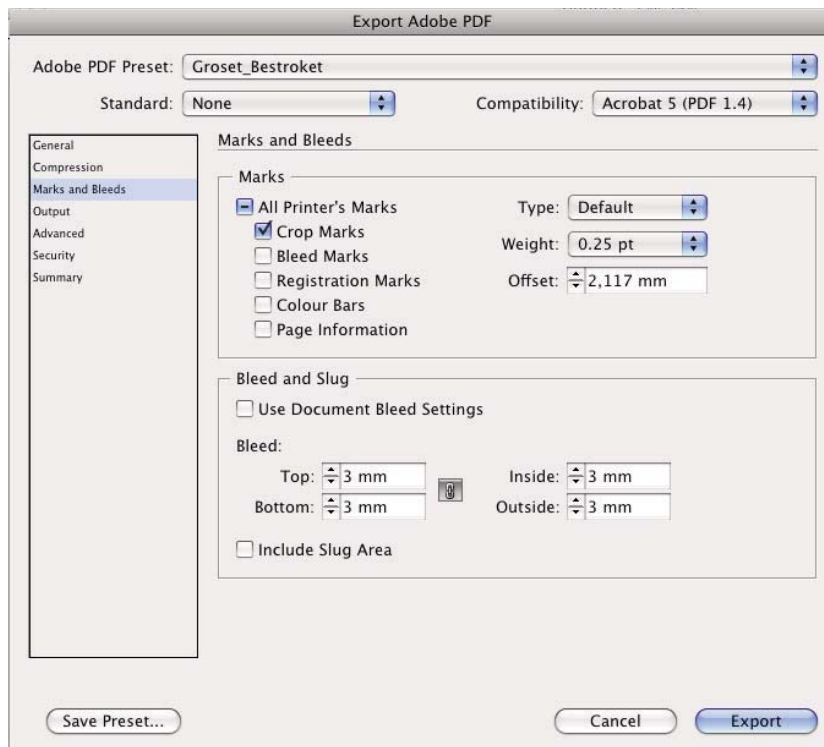 Export Adobe PDF
Adobe PDF Preset: Groset_Bestroket
Standard: None Compatibility: Acrobat 5 (PDF 1.4)
General
Compression
Marks and Bleeds
Output
Advanced
Security
Summary
Marks and Bleeds
Marks
All Printer's Marks
Crop Marks
Bleed Marks
Registration Marks
Colour Bars
Page Information
Type: Default
Weight: 0.25 pt
Offset: 2,117 mm
Bleed and Slug
Use Document Bleed Settings
Bleed:
Top: 3 mm
Bottom: 3 mm
Inside: 3 mm
Outside: 3 mm
Include Slug Area
Save Preset... Cancel Export